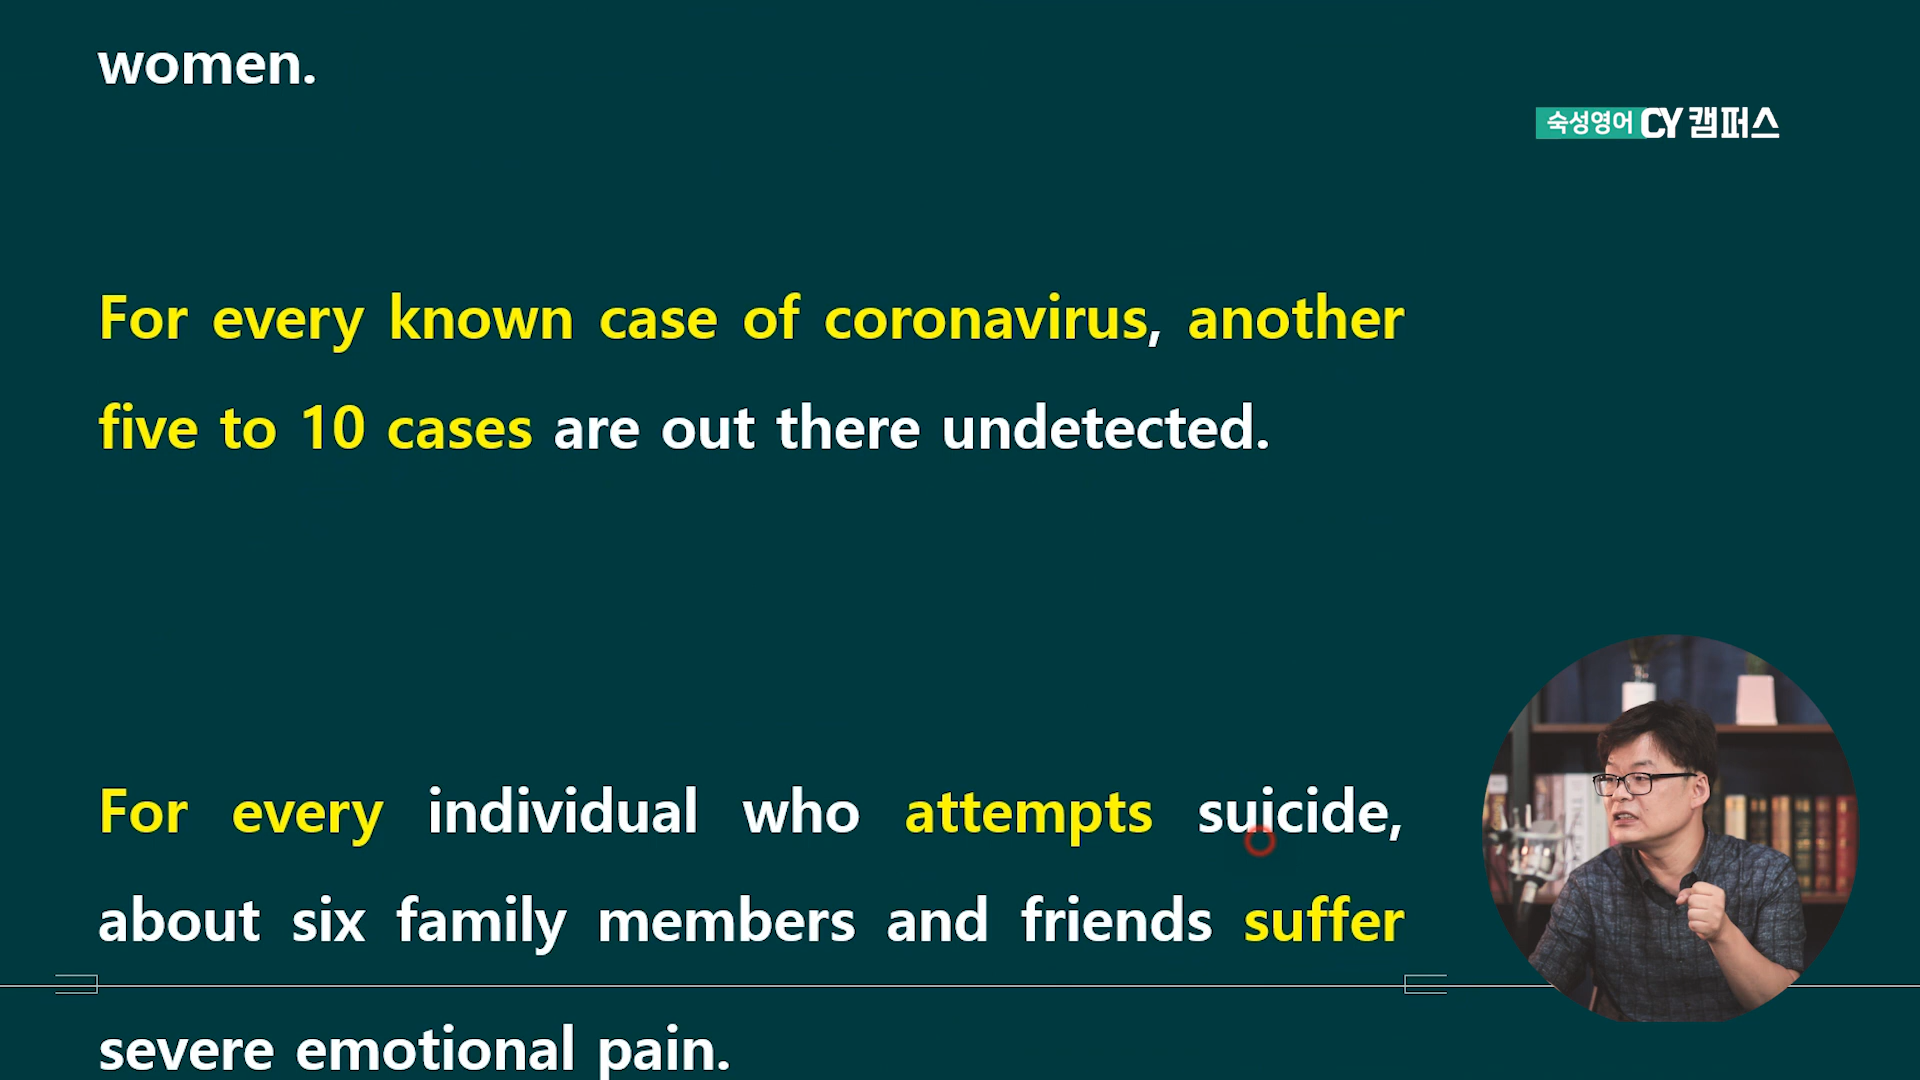 women.
숙성영어 CY 캠퍼스
For every known case of coronavirus, another
five to 10 cases are out there undetected.
For every individual who attempts suicide,
about six family members and friends suffer
severe emotional pain.